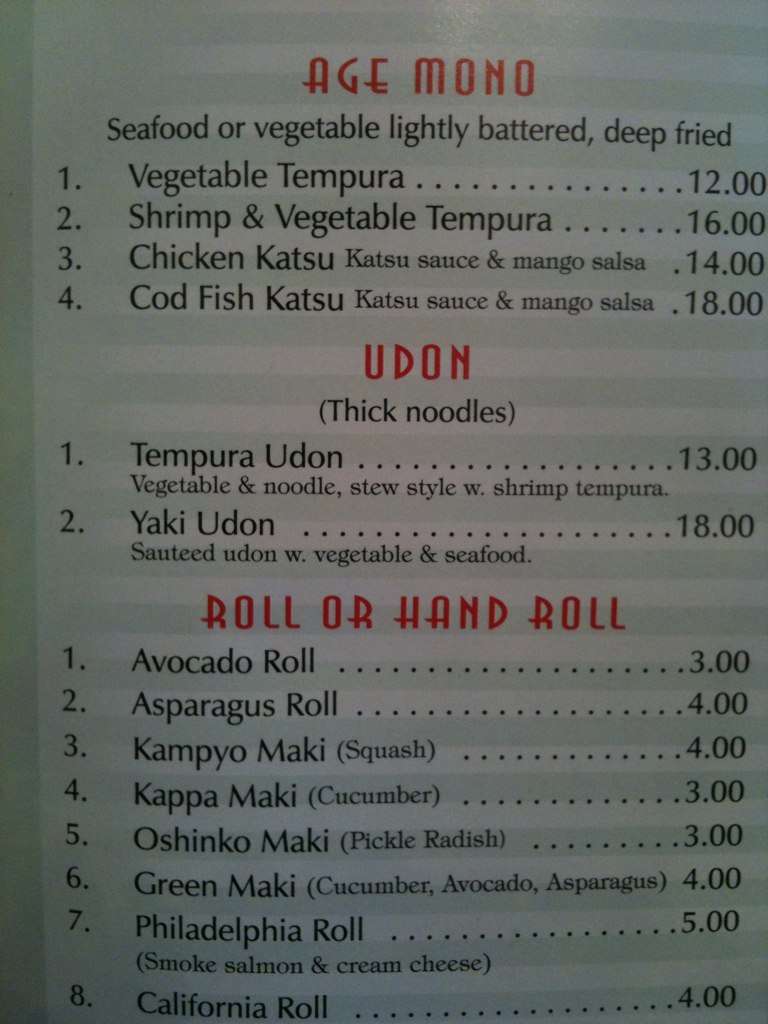 AGE MONO
Seafood or vegetable lightly battered, deep fried
1. Vegetable Tempura . . . . . . . . . . . . . . . 12.00
2. Shrimp & Vegetable Tempura . . . . . . . 16.00
3. Chicken Katsu Katsu sauce & mango salsa . 14.00
4. Cod Fish Katsu Katsu sauce & mango salsa . 18.00
UDON
(Thick noodles)
1. Tempura Udon . . . . . . . . . . . . . . . . . . . 13.00
Vegetable & noodle, stew style w. shrimp tempura.
2. Yaki Udon . . . . . . . . . . . . . . . . . . . . . . 18.00
Sauteed udon w. vegetable & seafood.
ROLL OR HAND ROLL
1. Avocado Roll . . . . . . . . . . . . . . . . . . . . 3.00
2. Asparagus Roll . . . . . . . . . . . . . . . . . . . 4.00
3. Kampyo Maki (Squash) . . . . . . . . . . . . . 4.00
4. Kappa Maki (Cucumber) . . . . . . . . . . . . . 3.00
5. Oshinko Maki (Pickle Radish) . . . . . . . . . 3.00
6. Green Maki (Cucumber, Avocado, Asparagus) 4.00
7. Philadelphia Roll . . . . . . . . . . . . . . . . . 5.00
(Smoke salmon & cream cheese)
8. California Roll . . . . . . . . . . . . . . . . . . . 4.00